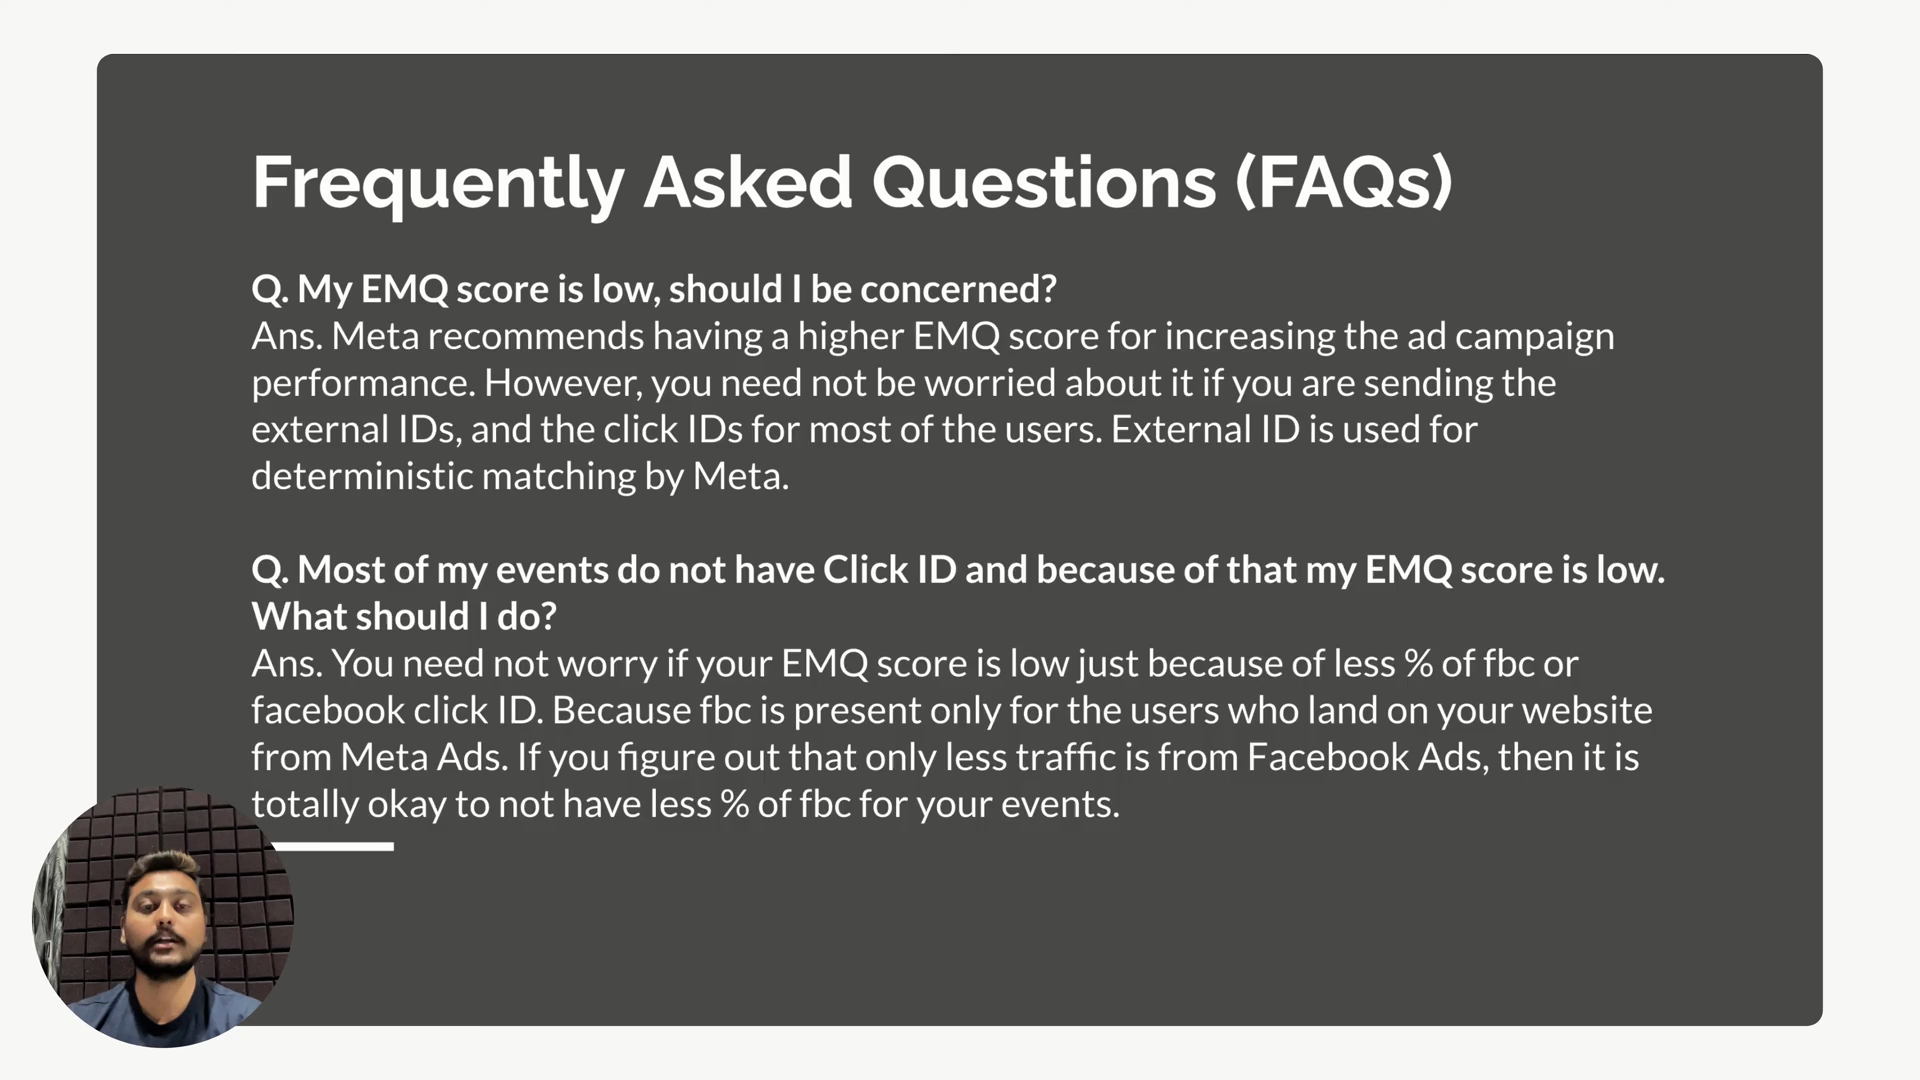 Frequently Asked Questions (FAQs)
Q. My EMQ score is low, should I be concerned?
Ans. Meta recommends having a higher EMQ score for increasing the ad campaign
performance. However, you need not be worried about it if you are sending the
external IDs, and the click IDs for most of the users. External ID is used for
deterministic matching by Meta.
Q. Most of my events do not have Click ID and because of that my EMQ score is low.
What should I do?
Ans. You need not worry if your EMQ score is low just because of less % of fbc or
facebook click ID. Because fbc is present only for the users who land on your website
from Meta Ads. If you figure out that only less traffic is from Facebook Ads, then it is
totally okay to not have less % of fbc for your events.